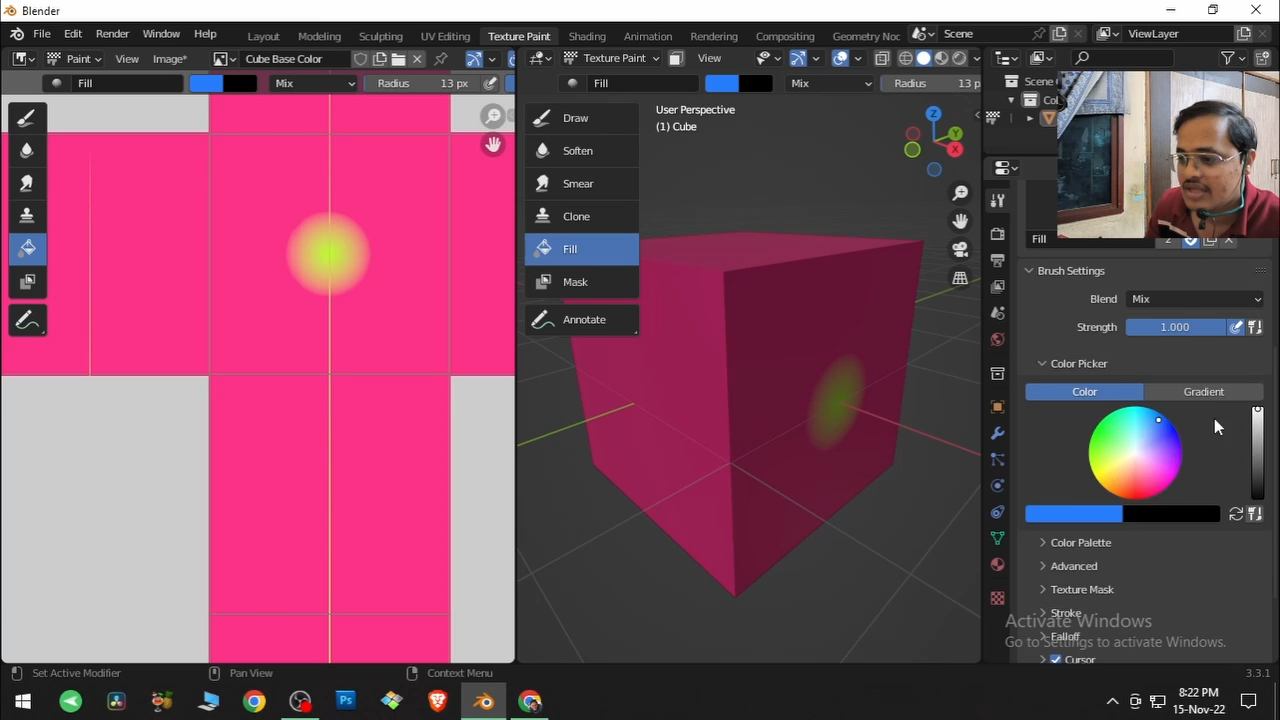 Blender
File Edit Render Window Help Layout Modeling Sculpting UV Editing Texture Paint Shading Animation Rendering Compositing Geometry Noc Scene ViewLayer
Paint View Image* Cube Base Color Texture Paint View
Fill Mix Radius 13 px Fill Mix Radius 13 p
Scene C
Col
User Perspective
(1) Cube
Draw
Soften
Smear
Clone
Fill
Mask
Annotate
Z
Y
X
Fill 2
Brush Settings
Blend Mix
Strength 1.000
Color Picker
Color Gradient
Color Palette
Advanced
Texture Mask
Stroke
Falloff
Cursor
Activate Windows
Go to Settings to activate Windows.
Set Active Modifier Pan View Context Menu 3.3.1
Ps
8:22 PM
15-Nov-22